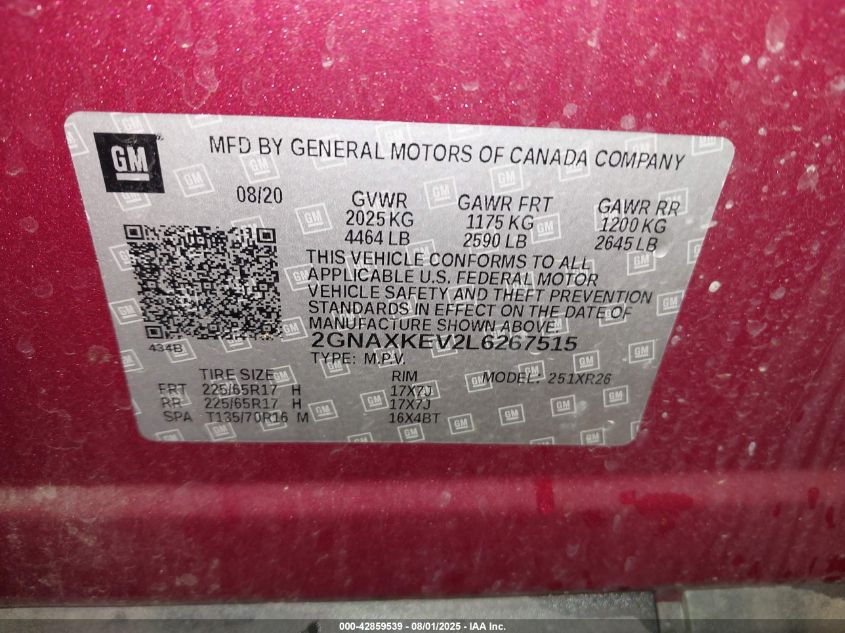 GM
MFD BY GENERAL MOTORS OF CANADA COMPANY
08/20 GVWR GAWR FRT GAWR RR
2025 KG 1175 KG 1200 KG
4464 LB 2590 LB 2645 LB
THIS VEHICLE CONFORMS TO ALL
APPLICABLE U.S. FEDERAL MOTOR
VEHICLE SAFETY AND THEFT PREVENTION
STANDARDS IN EFFECT ON THE DATE OF
MANUFACTURE SHOWN ABOVE.
434B 2GNAXKEV2L6267515
TYPE: M.P.V.
TIRE SIZE RIM MODEL: 251XR26
FRT 225/65R17 H 17X7J
RR 225/65R17 H 17X7J
SPA T135/70R16 M 16X4BT
000-42859539 - 08/01/2025 - IAA Inc.